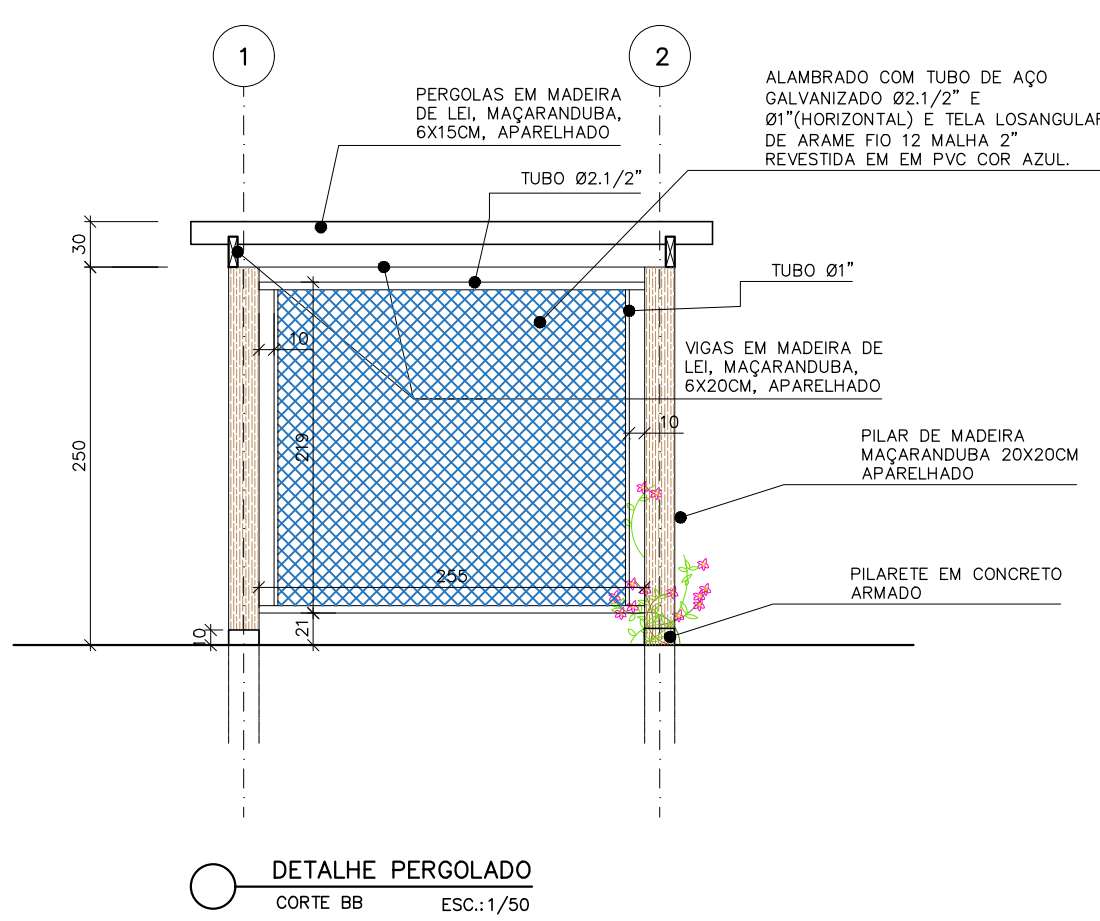 1
2
PERGOLAS EM MADEIRA
DE LEI, MAÇARANDUBA,
6X15CM, APARELHADO
ALAMBRADO COM TUBO DE AÇO
GALVANIZADO Ø2.1/2" E
Ø1"(HORIZONTAL) E TELA LOSANGULAR
DE ARAME FIO 12 MALHA 2"
REVESTIDA EM EM PVC COR AZUL.
TUBO Ø2.1/2"
30
TUBO Ø1"
10
VIGAS EM MADEIRA DE
LEI, MAÇARANDUBA,
6X20CM, APARELHADO
250
219
10
PILAR DE MADEIRA
MAÇARANDUBA 20X20CM
APARELHADO
255
PILARETE EM CONCRETO
ARMADO
10
21
DETALHE PERGOLADO
CORTE BB ESC.:1/50